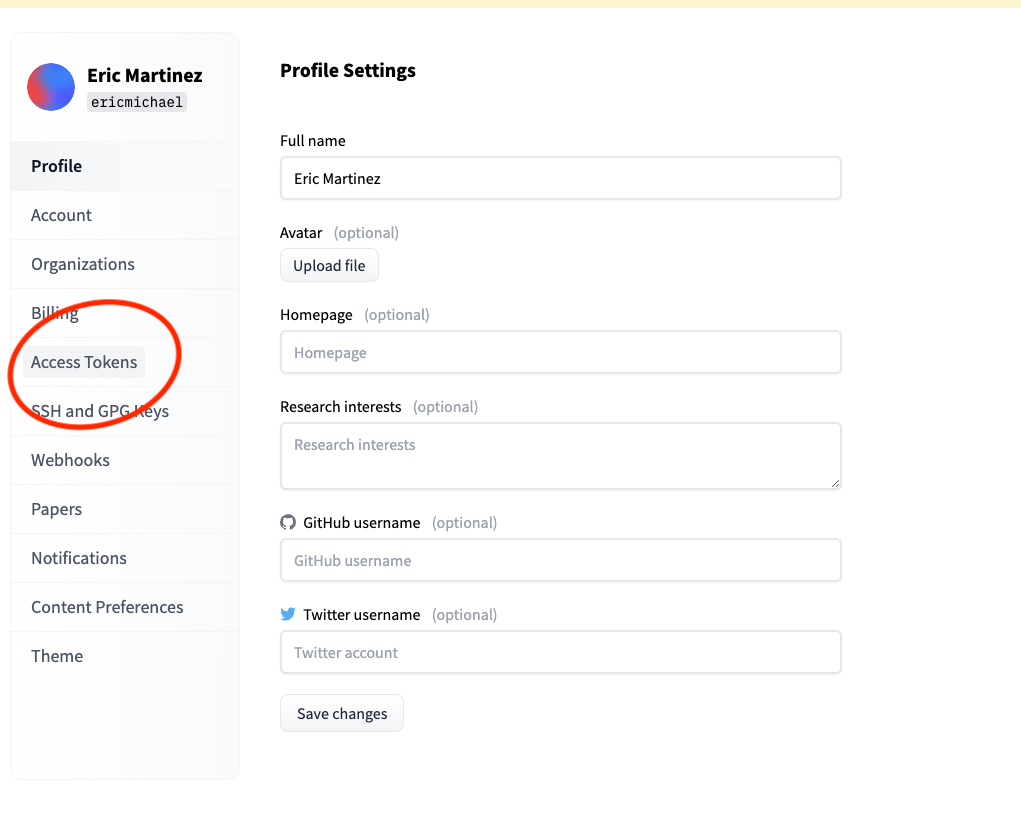 Eric Martinez
ericmichael
Profile
Account
Organizations
Billing
Access Tokens
SSH and GPG Keys
Webhooks
Papers
Notifications
Content Preferences
Theme
Profile Settings
Full name
Eric Martinez
Avatar (optional)
Upload file
Homepage (optional)
Homepage
Research interests (optional)
Research interests
GitHub username (optional)
GitHub username
Twitter username (optional)
Twitter account
Save changes